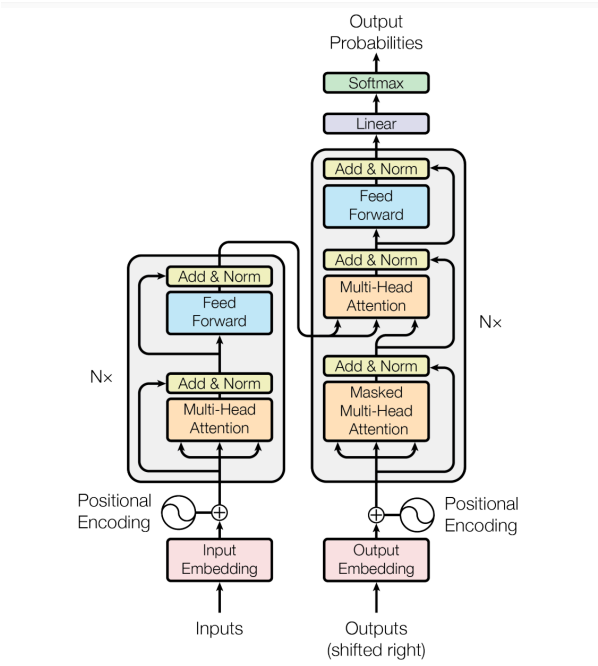 Output
Probabilities
Softmax
Linear
Add & Norm
Feed
Forward
Add & Norm
Multi-Head
Attention
Add & Norm
Masked
Multi-Head
Attention
N×
Positional
Encoding
Output
Embedding
Outputs
(shifted right)
Add & Norm
Feed
Forward
Add & Norm
Multi-Head
Attention
N×
Positional
Encoding
Input
Embedding
Inputs